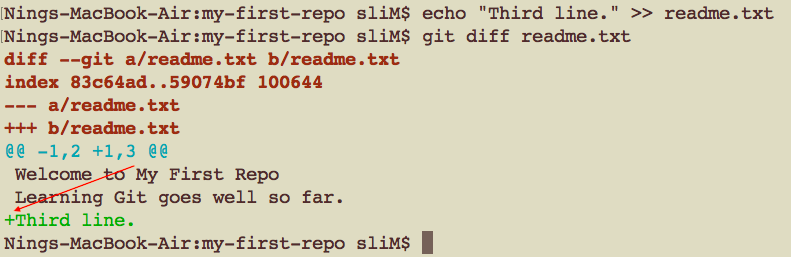 [Nings-MacBook-Air:my-first-repo sliM$ echo "Third line." >> readme.txt
[Nings-MacBook-Air:my-first-repo sliM$ git diff readme.txt
diff --git a/readme.txt b/readme.txt
index 83c64ad..59074bf 100644
--- a/readme.txt
+++ b/readme.txt
@@ -1,2 +1,3 @@
 Welcome to My First Repo
 Learning Git goes well so far.
+Third line.
Nings-MacBook-Air:my-first-repo sliM$